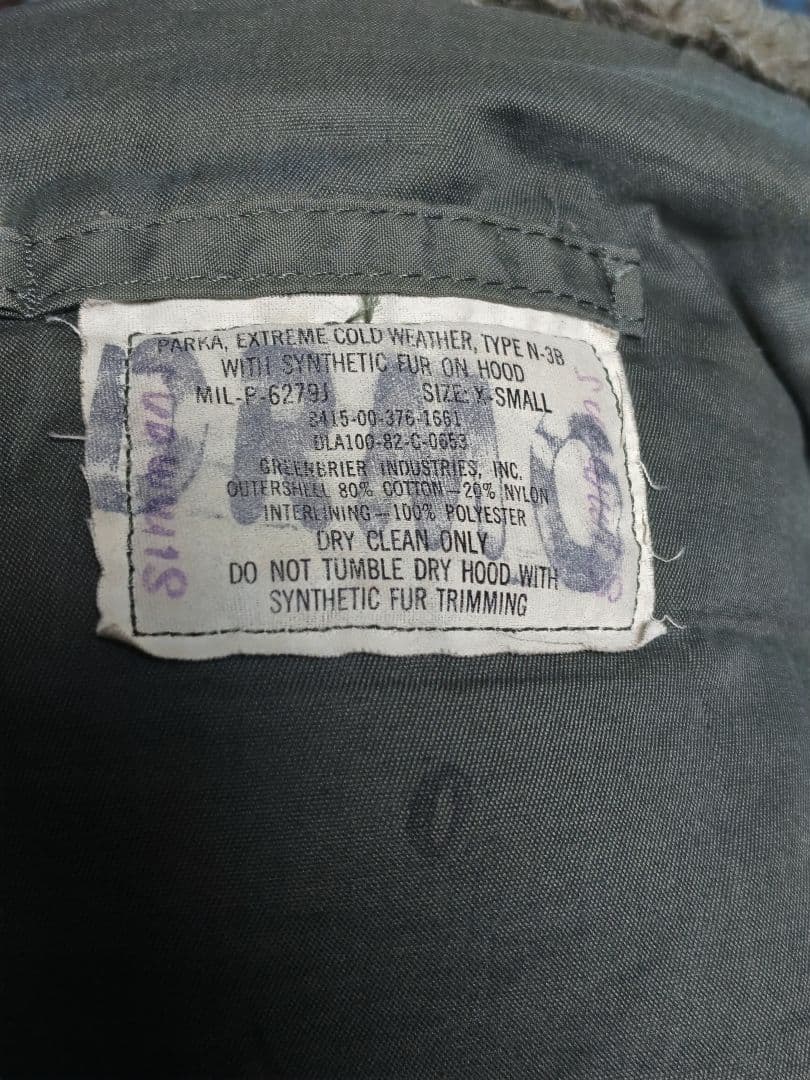 PARKA, EXTREME COLD WEATHER, TYPE N-3B
WITH SYNTHETIC FUR ON HOOD
MIL-P-6279J SIZE: X-SMALL
8415-00-376-1661
DLA100-82-C-0653
GREENBRIER INDUSTRIES, INC.
OUTERSHELL 80% COTTON-20% NYLON
INTERLINING-100% POLYESTER
DRY CLEAN ONLY
DO NOT TUMBLE DRY HOOD WITH
SYNTHETIC FUR TRIMMING
0